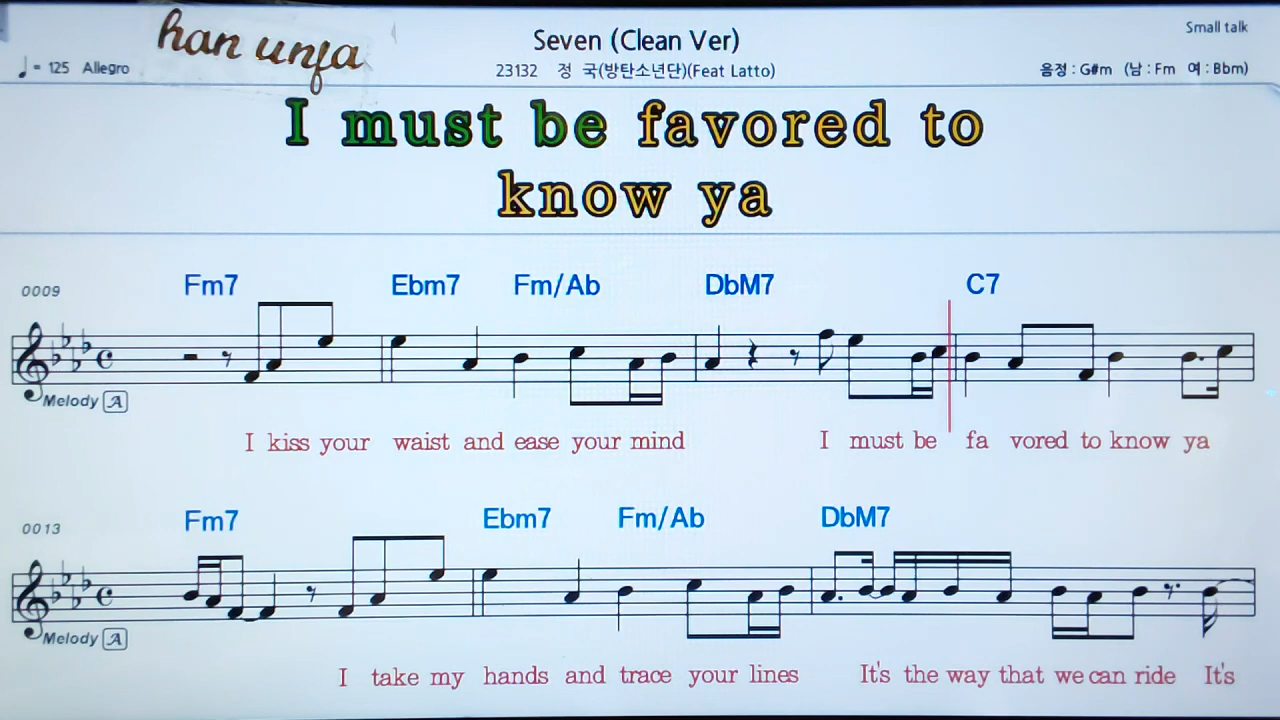 han unfa
Seven (Clean Ver)
Small talk
♩ = 125 Allegro
23132 정 국(방탄소년단)(Feat Latto)
음정 : G#m (남 : Fm 여 : Bbm)
I must be favored to
know ya
0009
Fm7 Ebm7 Fm/Ab DbM7 C7
Melody A
I kiss your waist and ease your mind I must be fa vored to know ya
0013
Fm7 Ebm7 Fm/Ab DbM7
Melody A
I take my hands and trace your lines It's the way that we can ride It's